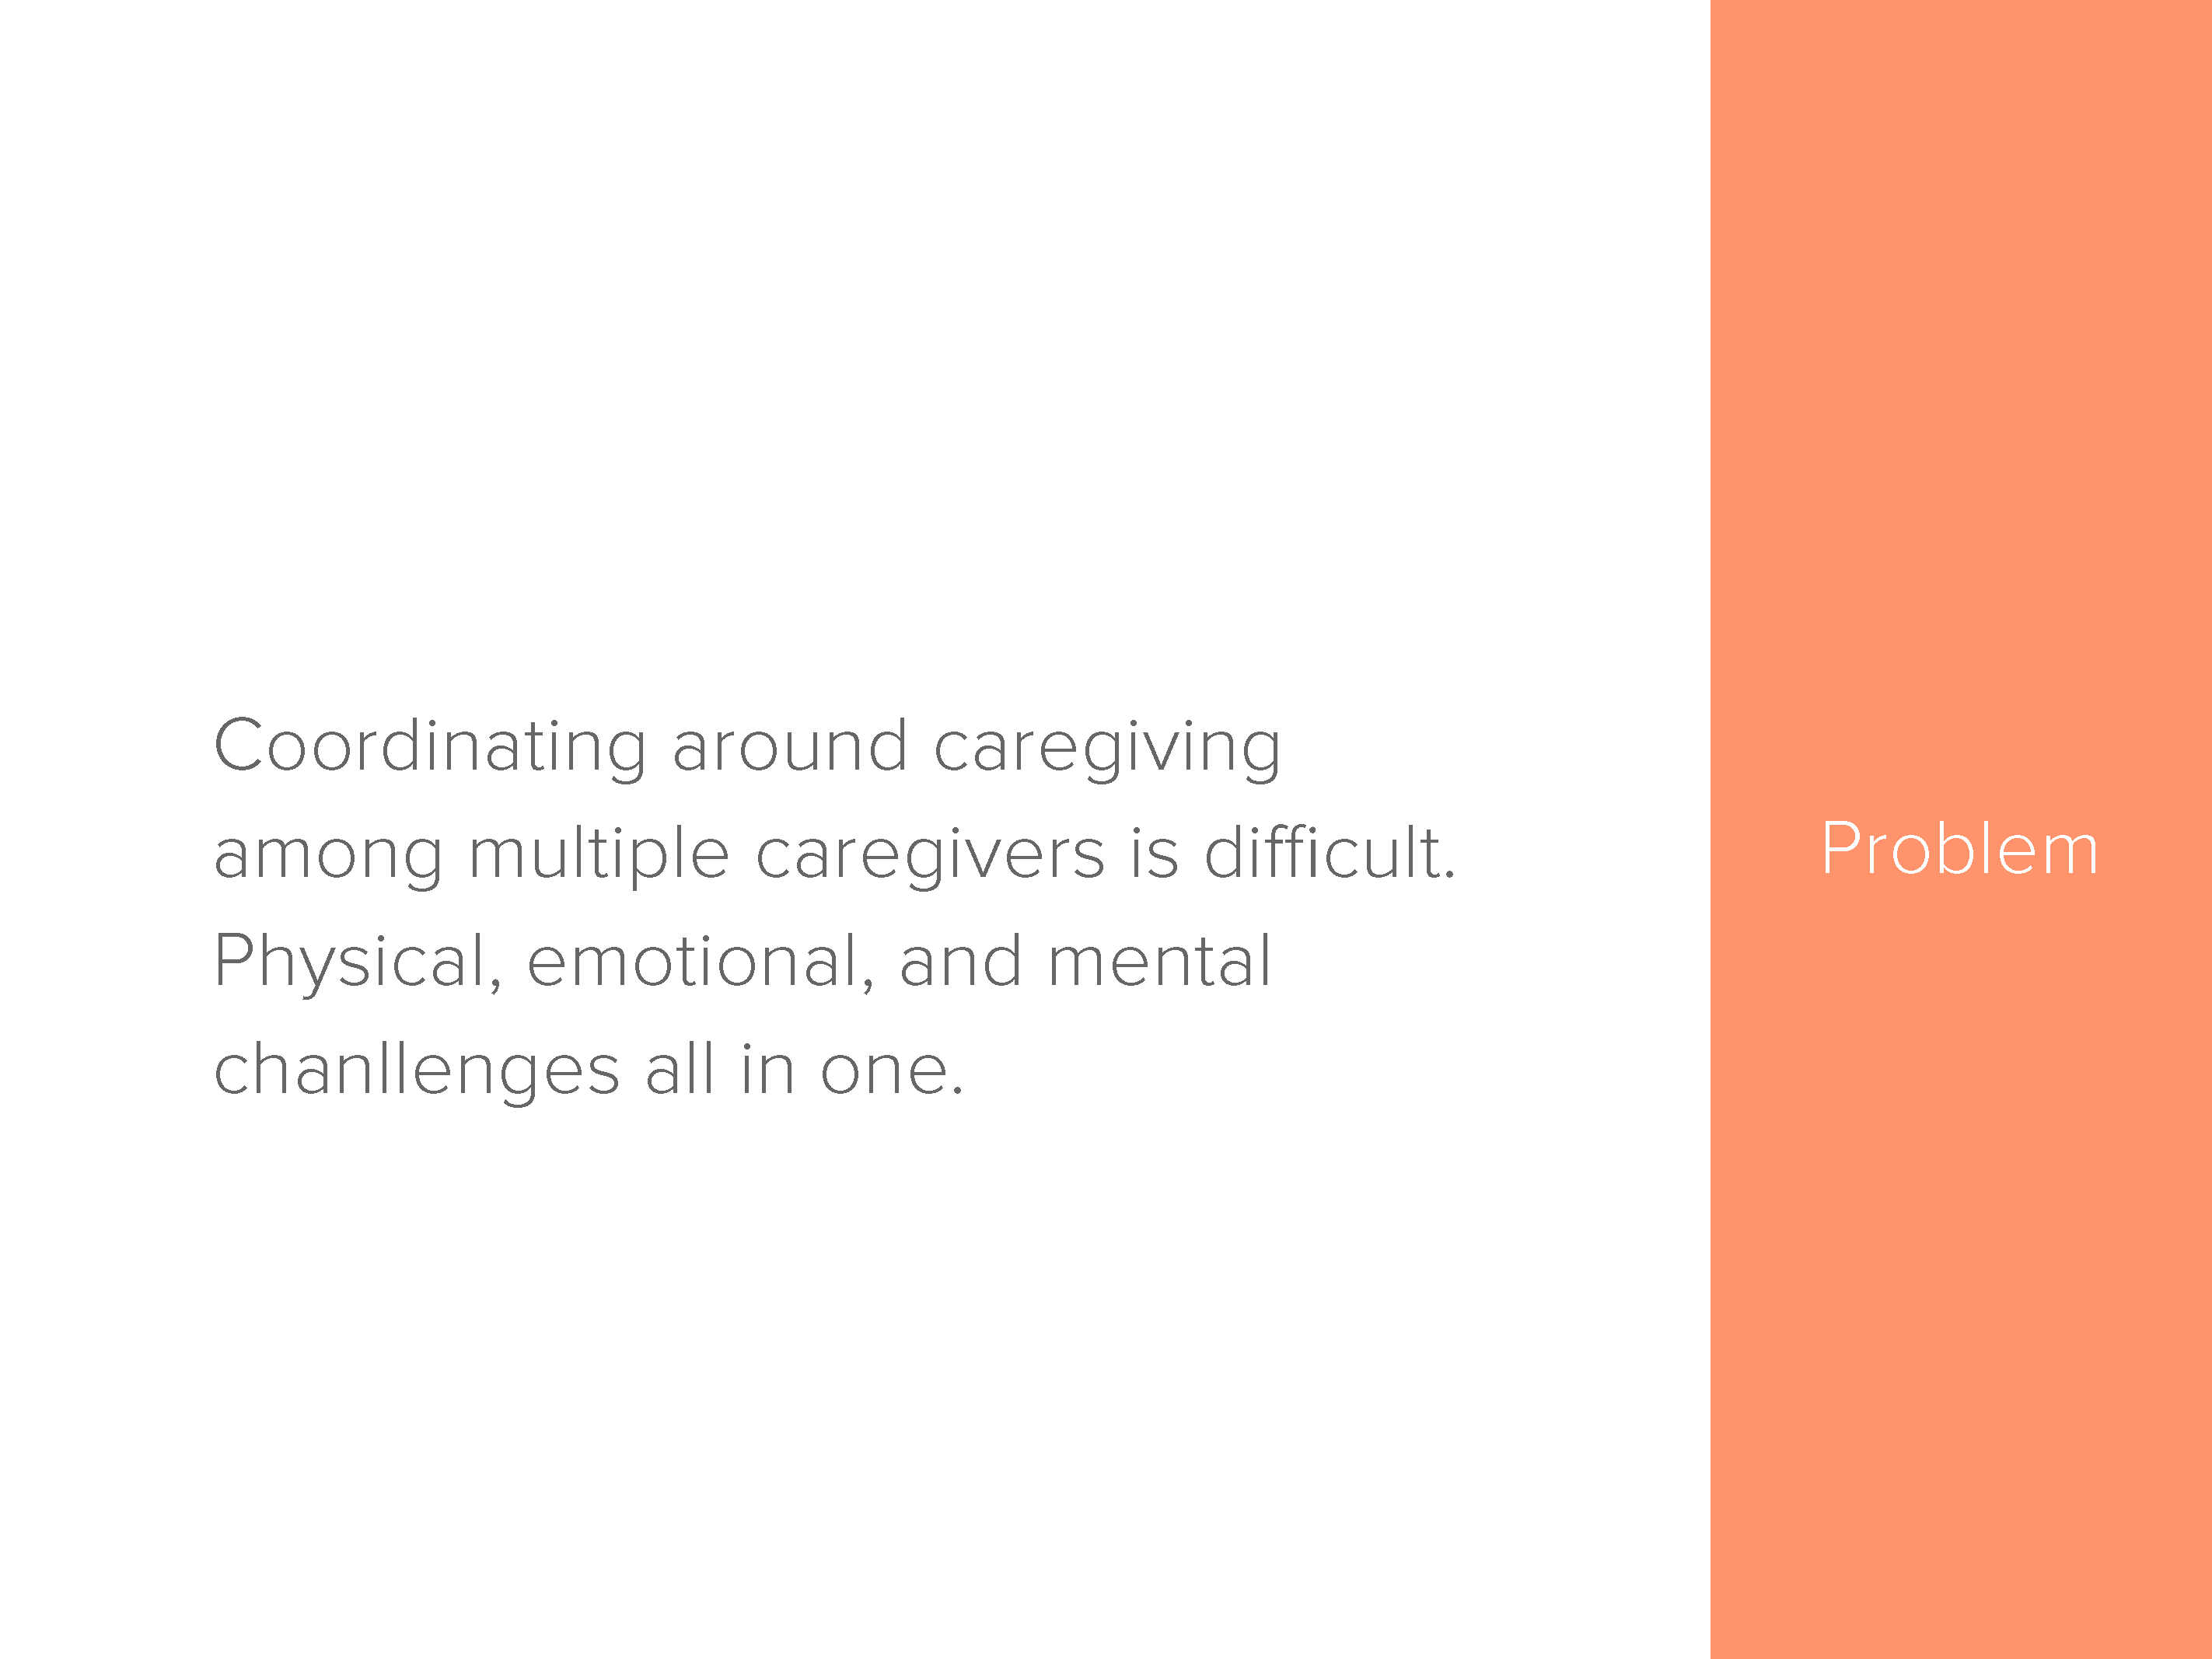 Coordinating around caregiving
among multiple caregivers is difficult.
Physical, emotional, and mental
chanllenges all in one.
Problem